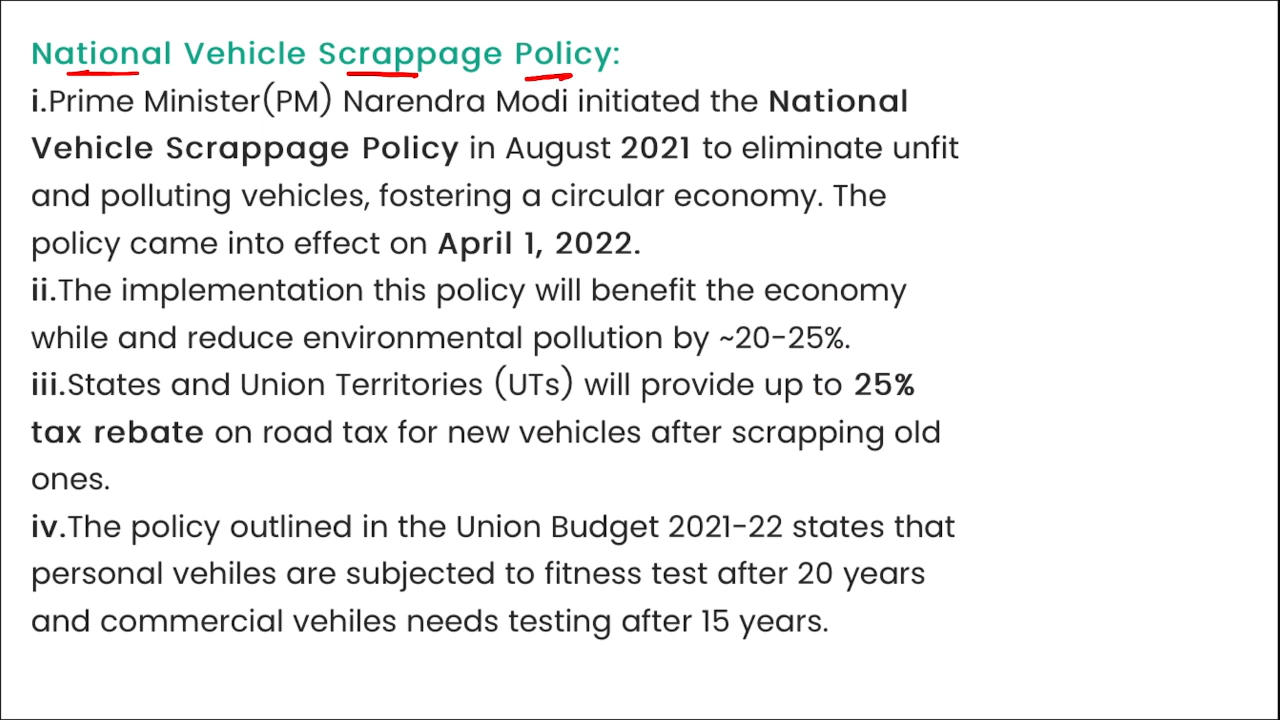 National Vehicle Scrappage Policy:
i.Prime Minister(PM) Narendra Modi initiated the National
Vehicle Scrappage Policy in August 2021 to eliminate unfit
and polluting vehicles, fostering a circular economy. The
policy came into effect on April 1, 2022.
ii.The implementation this policy will benefit the economy
while and reduce environmental pollution by ~20-25%.
iii.States and Union Territories (UTs) will provide up to 25%
tax rebate on road tax for new vehicles after scrapping old
ones.
iv.The policy outlined in the Union Budget 2021-22 states that
personal vehiles are subjected to fitness test after 20 years
and commercial vehiles needs testing after 15 years.